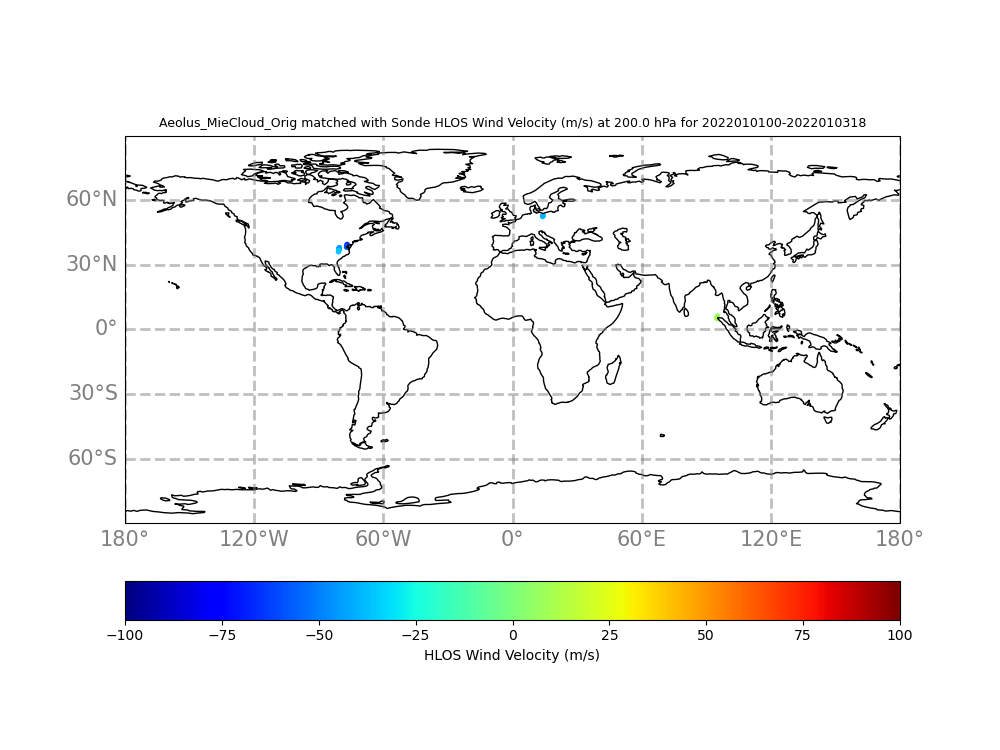 Aeolus_MieCloud_Orig matched with Sonde HLOS Wind Velocity (m/s) at 200.0 hPa for 2022010100-2022010318
60°N
30°N
0°
30°S
60°S
180° 120°W 60°W 0° 60°E 120°E 180°
−100 −75 −50 −25 0 25 50 75 100
HLOS Wind Velocity (m/s)